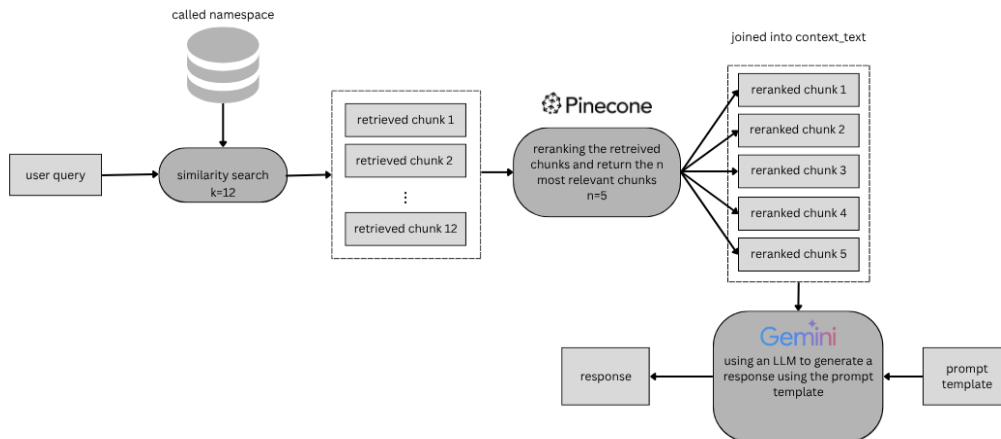 called namespace
user query
similarity search
k=12
retrieved chunk 1
retrieved chunk 2
⋮
retrieved chunk 12
Pinecone
reranking the retreived
chunks and return the n
most relevant chunks
n=5
joined into context_text
reranked chunk 1
reranked chunk 2
reranked chunk 3
reranked chunk 4
reranked chunk 5
Gemini
using an LLM to generate a
response using the prompt
template
response
prompt
template